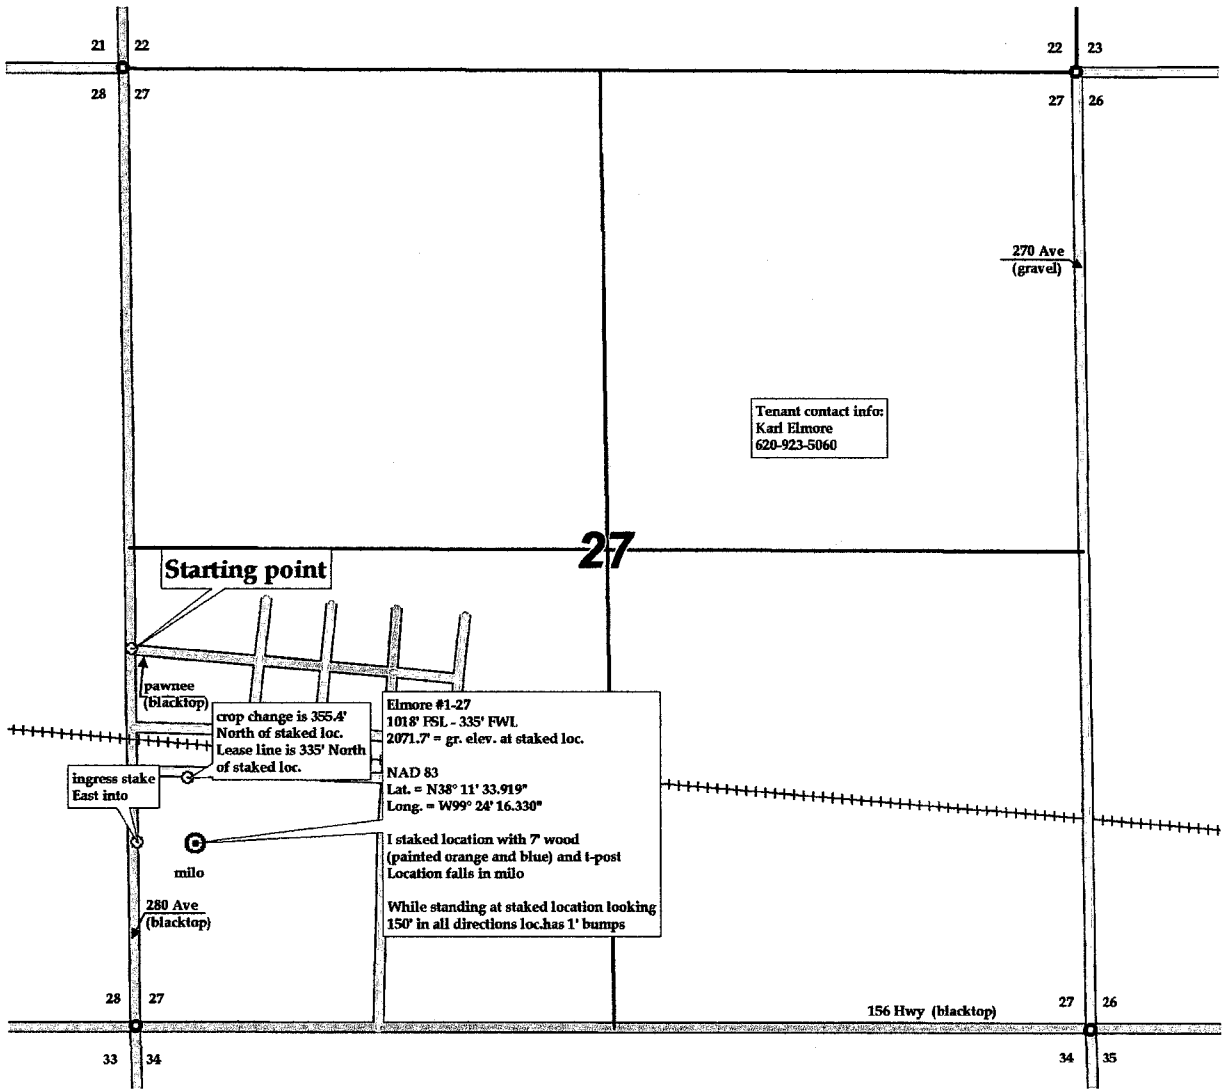 21 22
22 23
28 27
27 26
270 Ave
(gravel)
Tenant contact info:
Karl Elmore
620-923-5060
27
Starting point
pawnee
(blacktop)
crop change is 355.4'
North of staked loc.
Lease line is 335' North
of staked loc.
ingress stake
East into
Elmore #1-27
1018' FSL - 335' FWL
2071.7' = gr. elev. at staked loc.
NAD 83
Lat. = N38° 11' 33.919"
Long. = W99° 24' 16.330"
I staked location with 7' wood
(painted orange and blue) and t-post
Location falls in milo
While standing at staked location looking
150' in all directions loc.has 1' bumps
milo
280 Ave
(blacktop)
28 27
27 26
156 Hwy (blacktop)
33 34
34 35